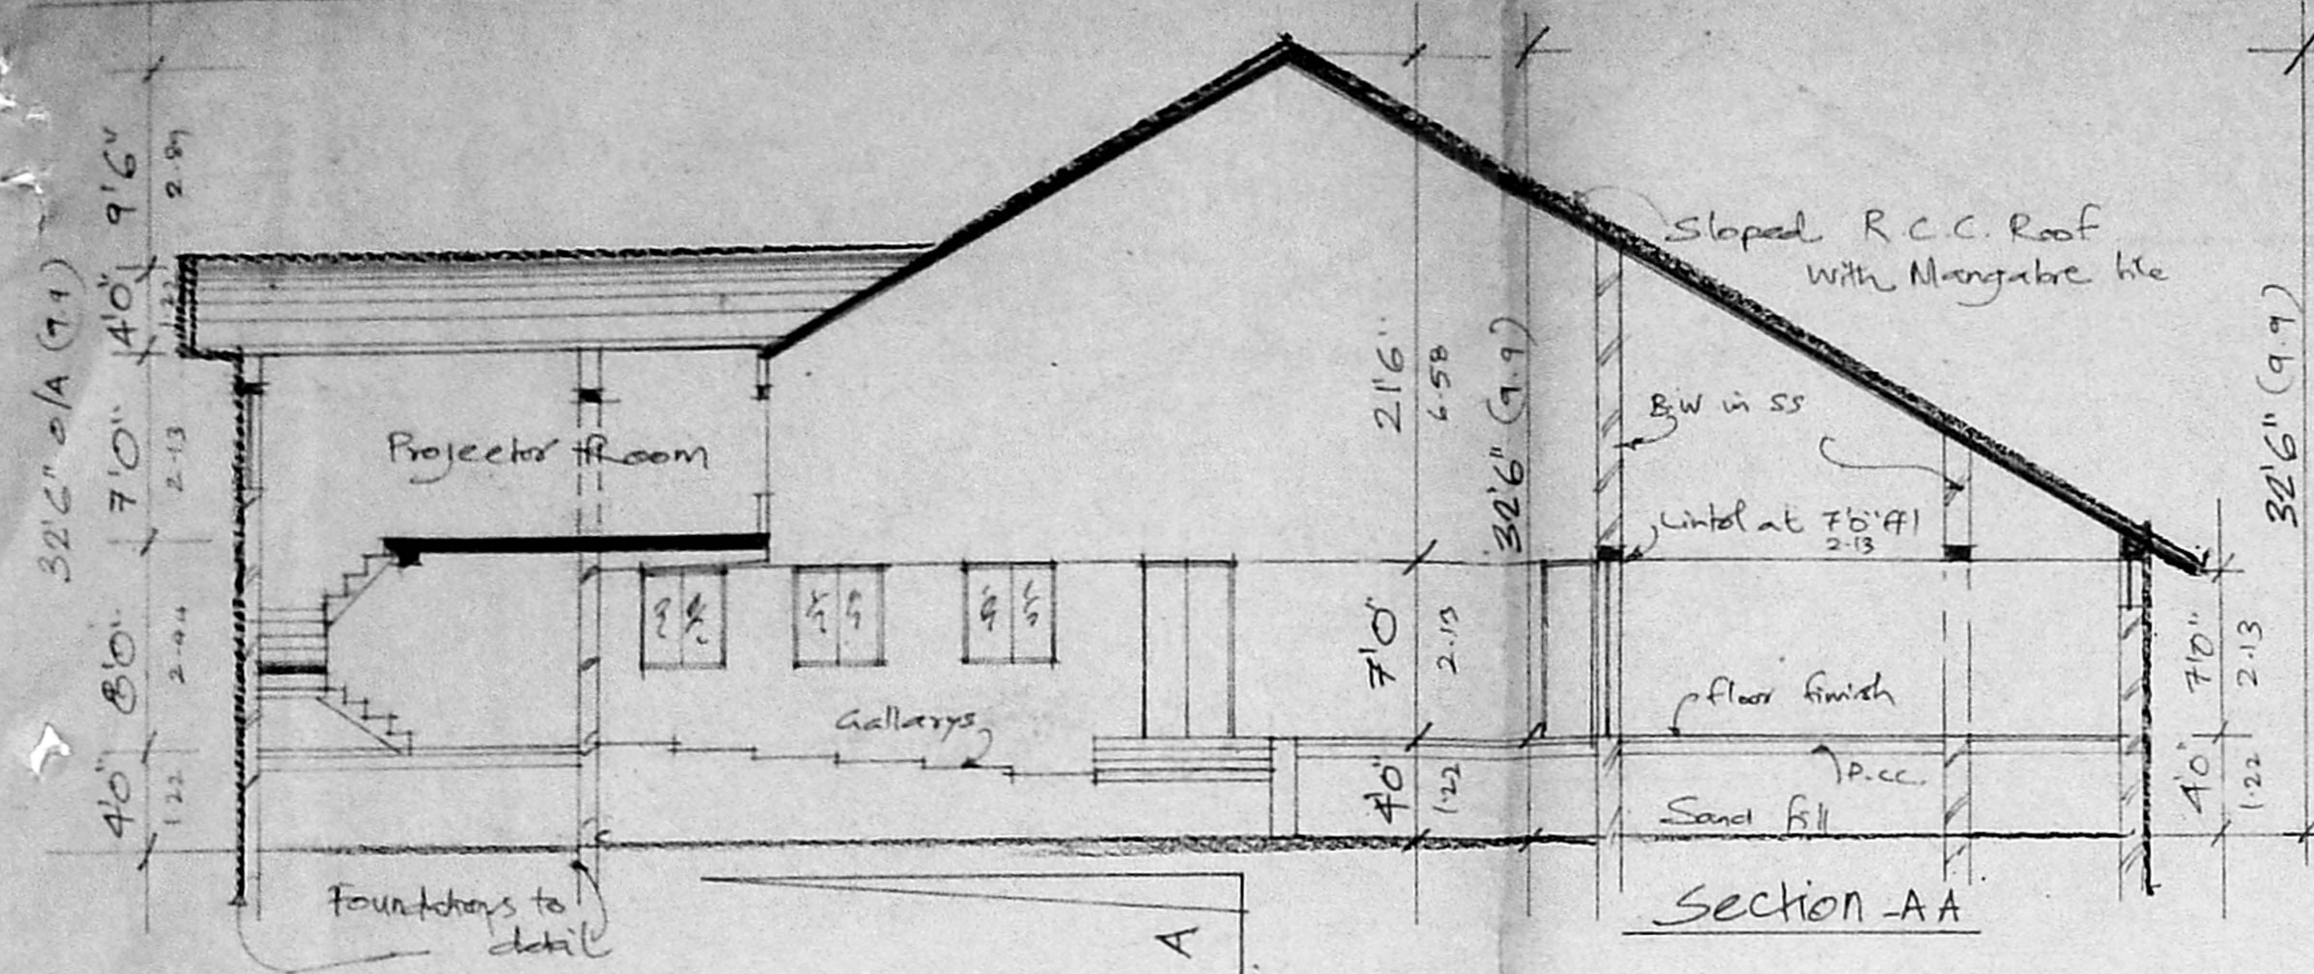 32'6" O/A (9.9)
9'6"
2.89
4'0"
1.22
7'0"
2.13
8'0"
2.44
4'0"
1.22
Projector Room
Gallarys
Foundations to
detail
A
21'6"
6.58
7'0"
2.13
4'0"
1.22
32'6" (9.9)
Sloped R.C.C. Roof
with Mangalore tile
B.W in SS
Lintol at 7'0" ffl
2.13
floor finish
P.CC.
Sand fill
Section -AA
7'0"
2.13
4'0"
1.22
32'6" (9.9)